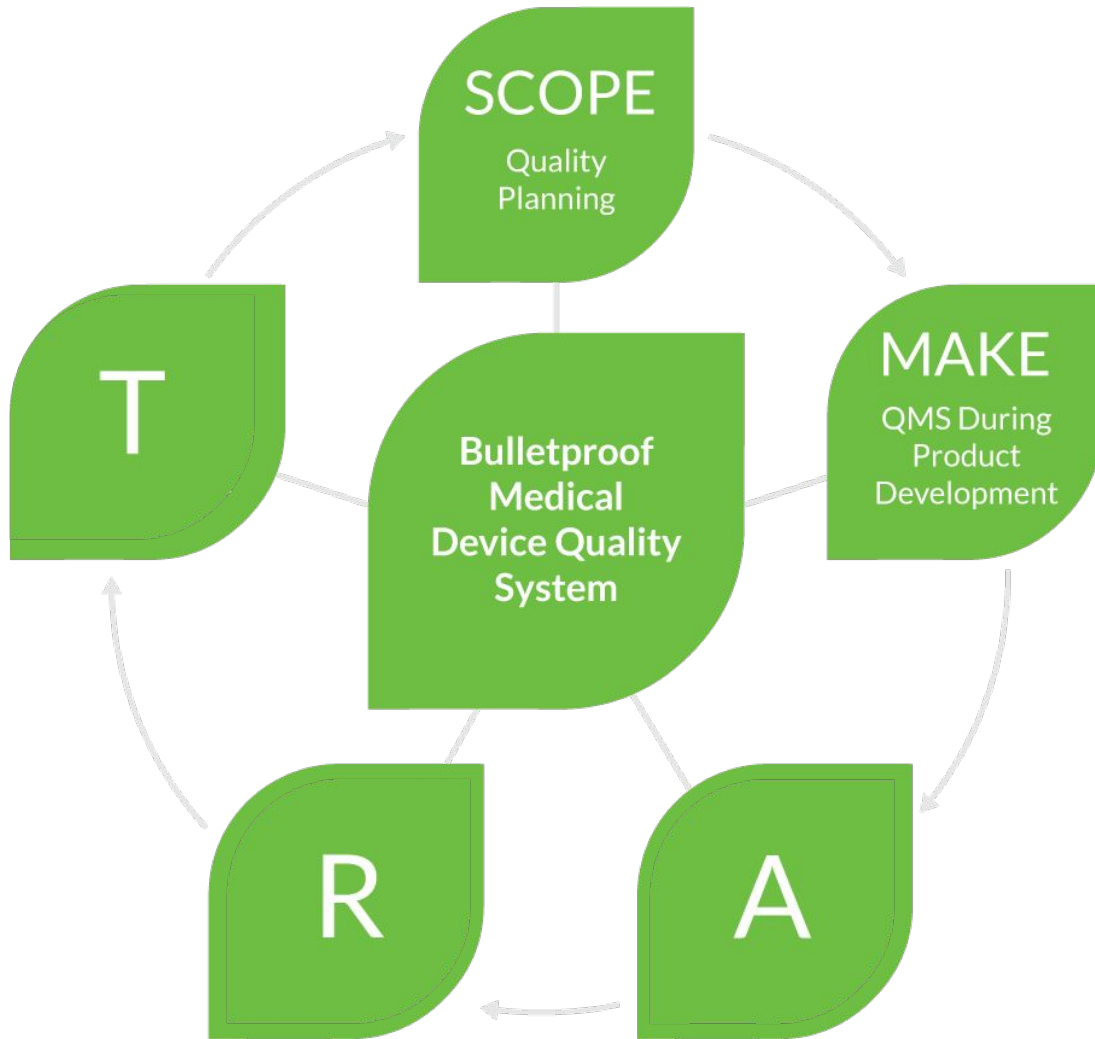 SCOPE
Quality
Planning
MAKE
QMS During
Product
Development
A
R
T
Bulletproof
Medical
Device Quality
System